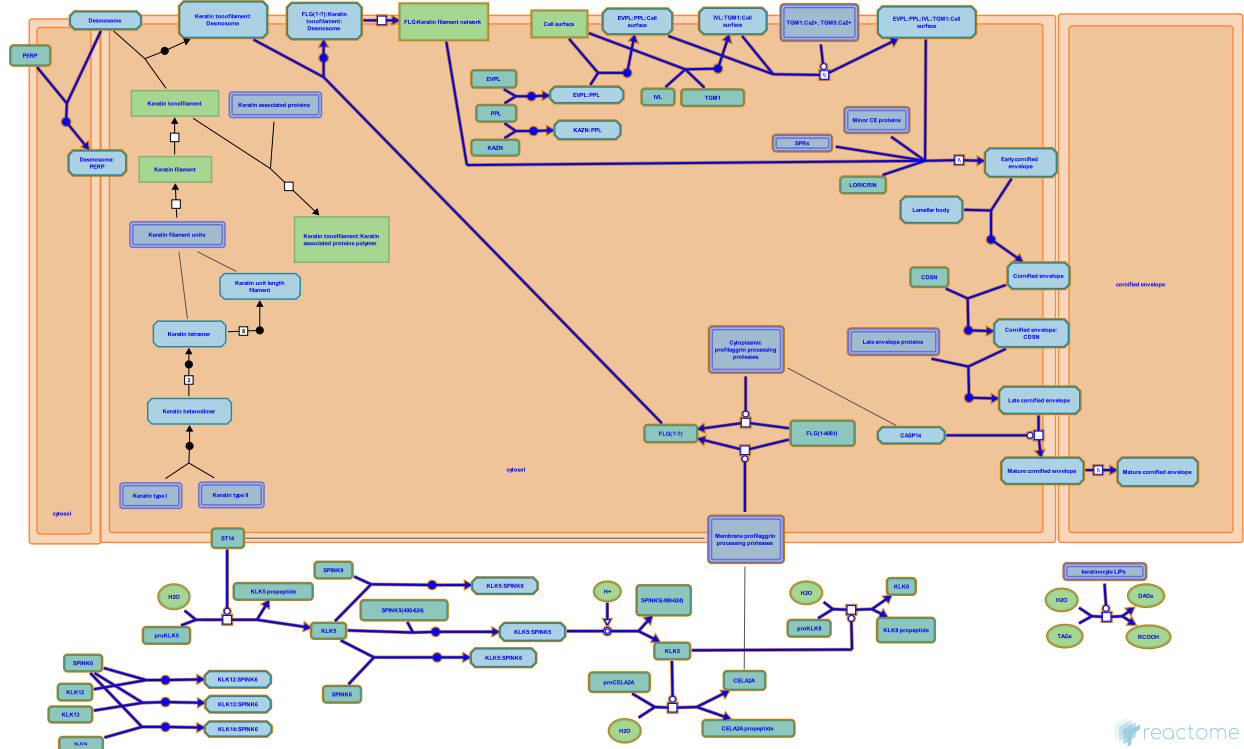 Desmosome
Keratin tonofilament:
Desmosome
FLG(?-?):Keratin
tonofilament:
Desmosome
FLG-Keratin filament network
Cell surface
EVPL:PPL:Cell
surface
IVL:TGM1:Cell
surface
TGM1:Ca2+, TGM5:Ca2+
EVPL:PPL:IVL:TGM1:Cell
surface
PERP
Desmosome:
PERP
Keratin tonofilament
Keratin associated proteins
EVPL
EVPL:PPL
IVL
TGM1
PPL
KAZN:PPL
KAZN
Minor CE proteins
SPRs
LORICRIN
Early cornified
envelope
Keratin filament
Keratin filament units
Keratin tonofilament:Keratin
associated proteins polymer
Lamellar body
Keratin unit length
filament
CDSN
Cornified envelope
cornified envelope
Keratin tetramer
8
Cytoplasmic
profilaggrin processing
proteases
Late envelope proteins
Cornified envelope:
CDSN
2
Keratin heterodimer
Late cornified envelope
FLG(?-?)
FLG(1-4061)
CASP14
Keratin type I
Keratin type II
cytosol
Mature cornified envelope
Mature cornified envelope
cytosol
ST14
Membrane profilaggrin
processing proteases
SPINK9
KLK5:SPINK9
H2O
KLK5 propeptide
proKLK5
KLK5
SPINK5(490-624)
KLK5:SPINK5
KLK5:SPINK6
SPINK6
H+
SPINK5(490-624)
KLK5
H2O
proKLK8
KLK8
KLK8 propeptide
keratinocyte LIPs
H2O
DAGs
TAGs
RCOOH
SPINK6
KLK12
KLK13
KLK14
KLK12:SPINK6
KLK13:SPINK6
KLK14:SPINK6
proCELA2A
H2O
CELA2A
CELA2A propeptide
reactome